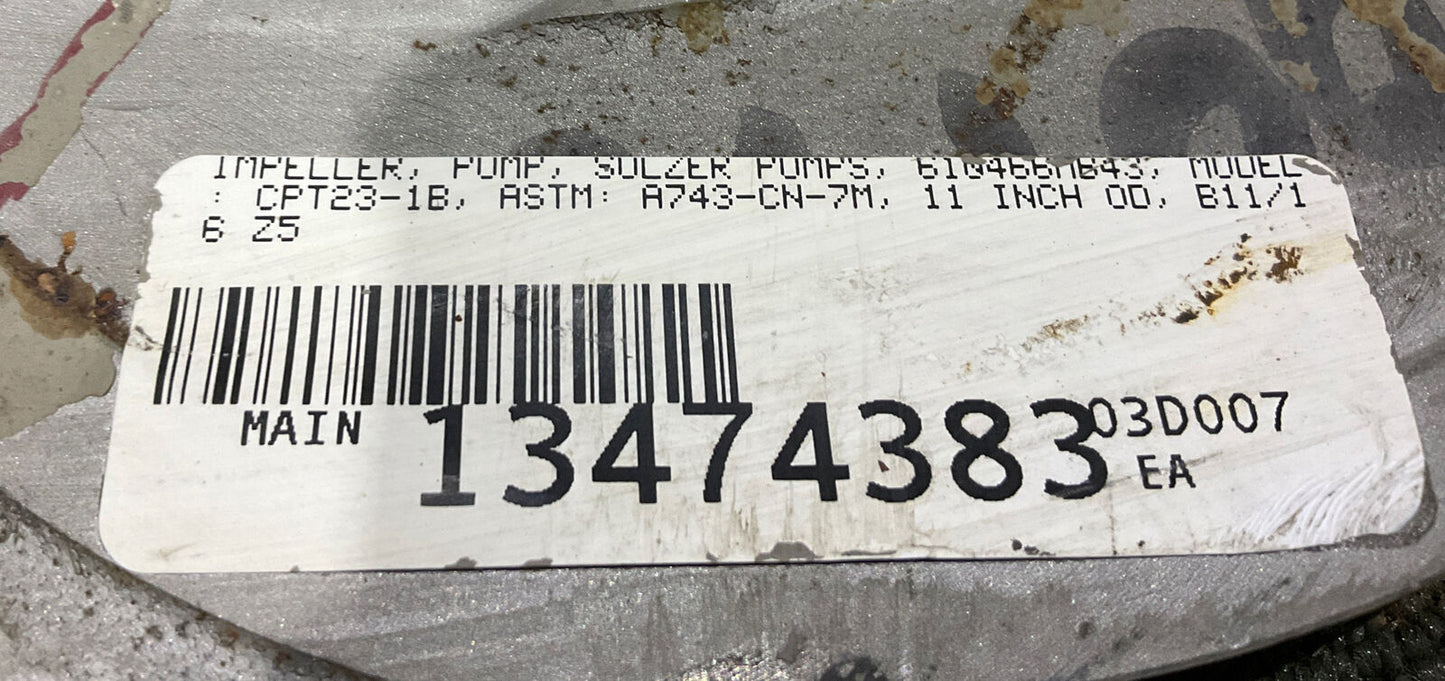 IMPELLER, PUMP, SULZER PUMPS, MODEL
: CPT23-1B, ASTM: A743-CN-7M, 11 INCH OD, B11/1
6 Z5
MAIN 13474383 03D007
EA